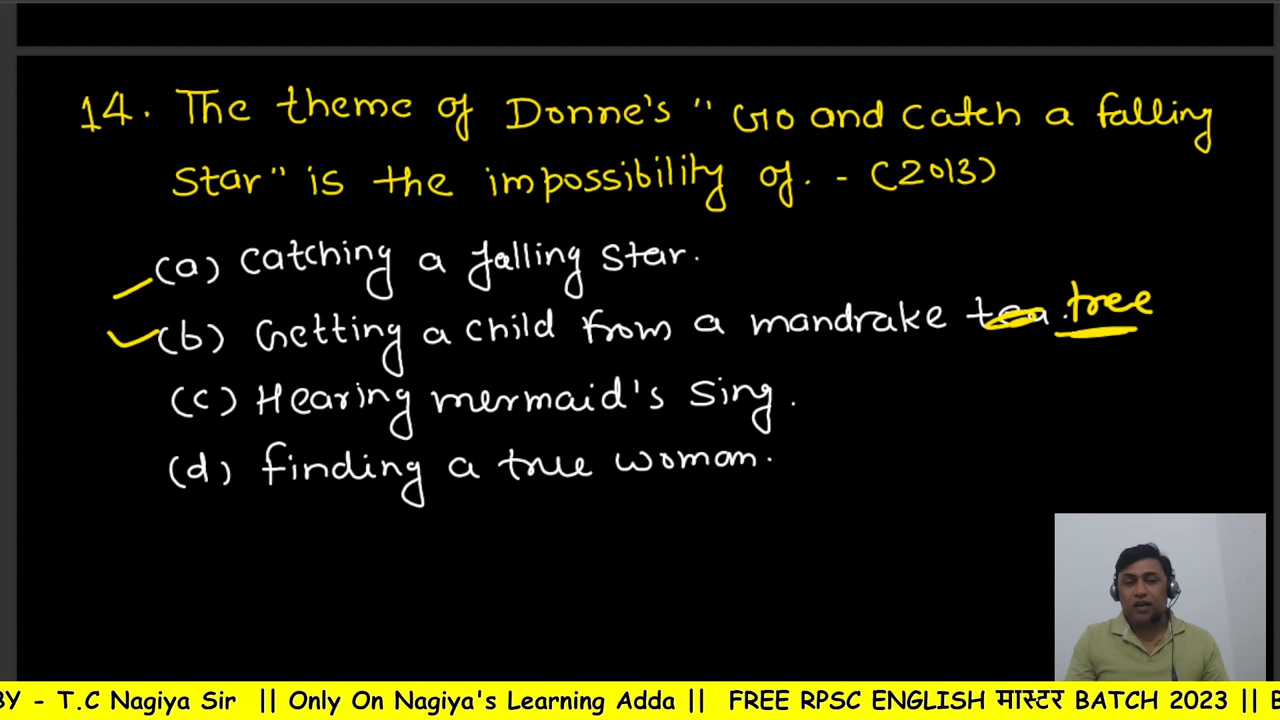 14. The theme of Donne's "Go and catch a falling
Star" is the impossibility of. - (2013)
(a) Catching a falling Star.
(b) Getting a child from a mandrake tea. tree
(c) Hearing mermaid's Sing.
(d) finding a true woman.
BY - T.C Nagiya Sir || Only On Nagiya's Learning Adda || FREE RPSC ENGLISH मास्टर BATCH 2023 ||